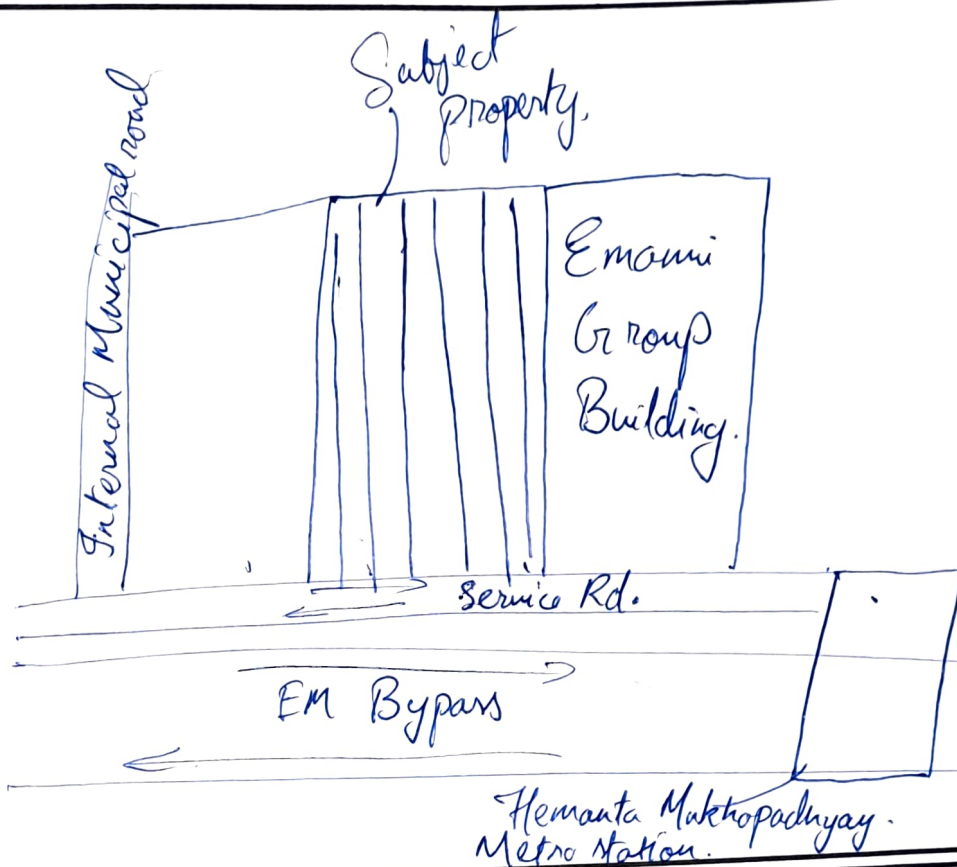 Subject
property.
Internal Municipal road
Emami
Group
Building.
Service Rd.
EM Bypass
Hemanta Mukhopadhyay.
Metro station.